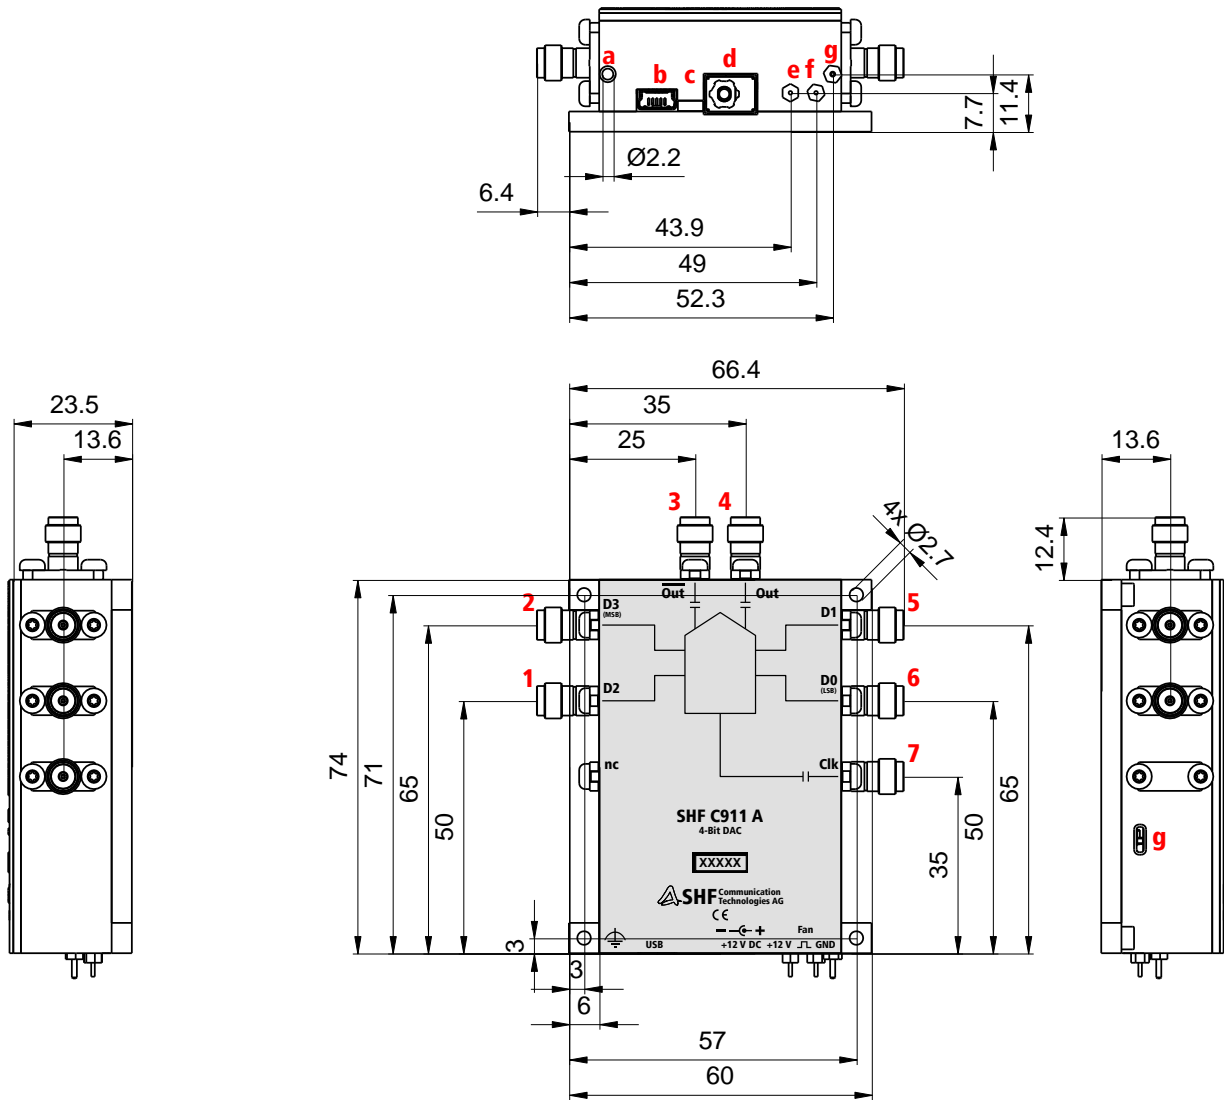 a
b
c
d
e
f
g
7.7
11.4
Ø2.2
6.4
43.9
49
52.3
66.4
23.5
35
13.6
25
13.6
3
4
4x Ø2.7
12.4
Out
Out
2
D3
(MSB)
D1
5
1
D2
D0
(LSB)
6
nc
Clk
7
74
71
65
50
35
50
65
SHF C911 A
4-Bit DAC
XXXXX
g
SHF Communication
Technologies AG
CE
− +
Fan
USB
+12 V DC
+12 V
GND
3
3
6
57
60